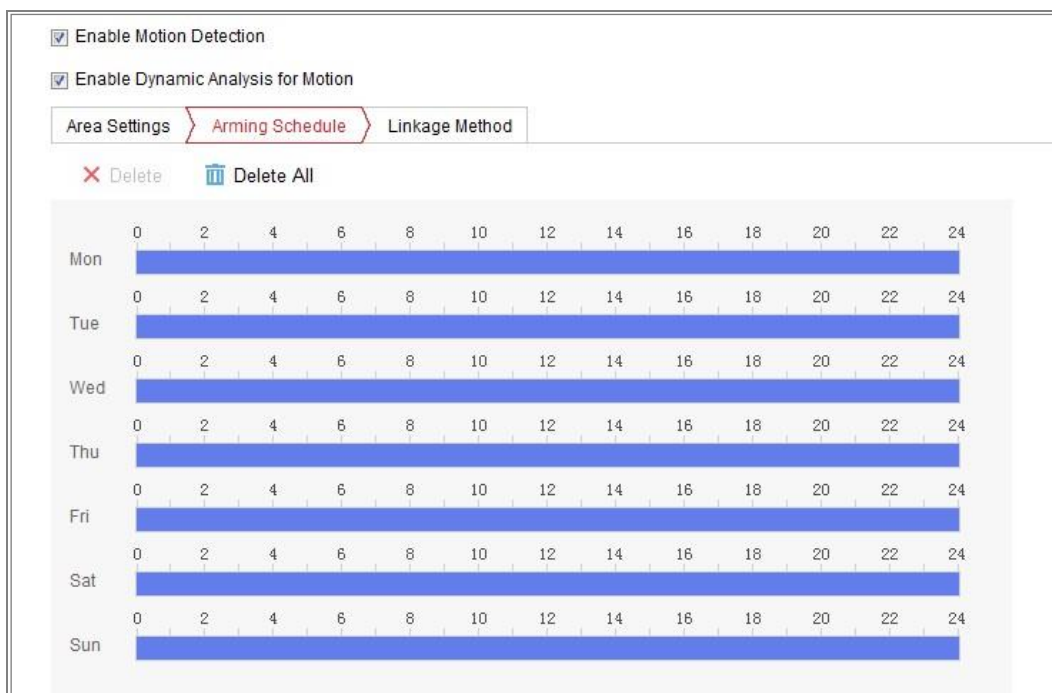 Enable Motion Detection
Enable Dynamic Analysis for Motion
Area Settings Arming Schedule Linkage Method
Delete Delete All
0 2 4 6 8 10 12 14 16 18 20 22 24
Mon
0 2 4 6 8 10 12 14 16 18 20 22 24
Tue
0 2 4 6 8 10 12 14 16 18 20 22 24
Wed
0 2 4 6 8 10 12 14 16 18 20 22 24
Thu
0 2 4 6 8 10 12 14 16 18 20 22 24
Fri
0 2 4 6 8 10 12 14 16 18 20 22 24
Sat
0 2 4 6 8 10 12 14 16 18 20 22 24
Sun